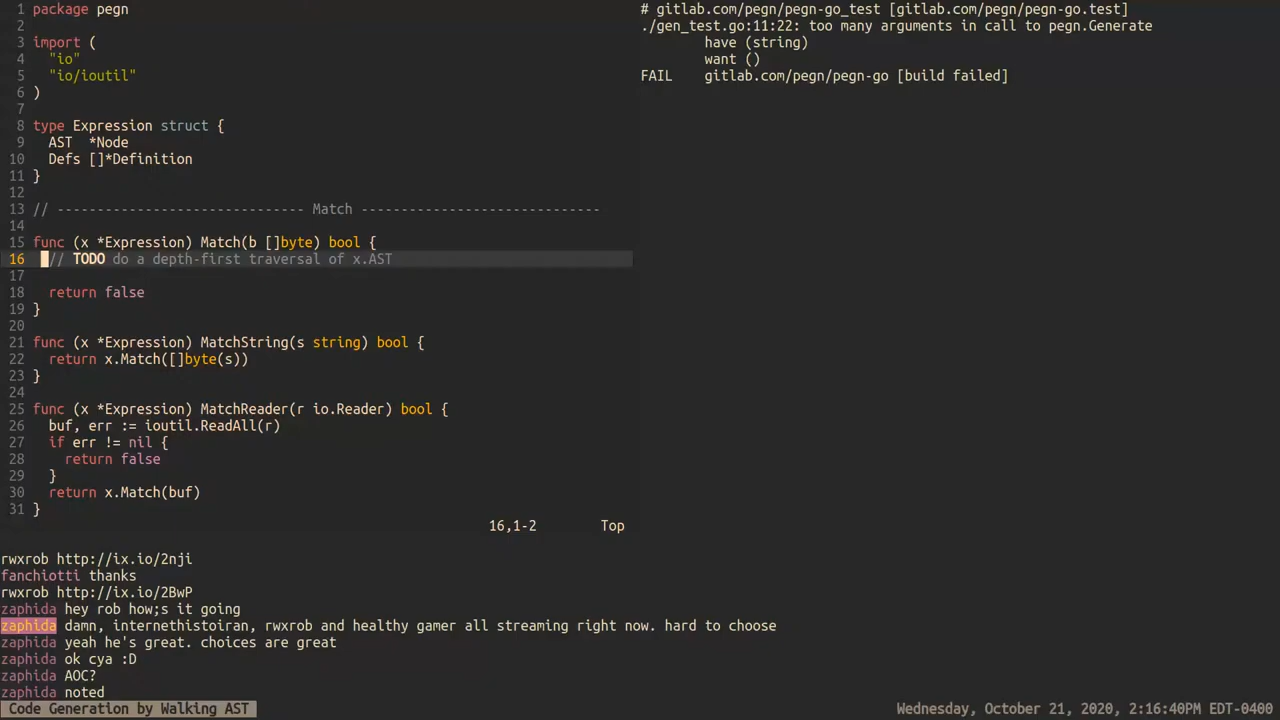 1 package pegn
2
3 import (
4   "io"
5   "io/ioutil"
6 )
7
8 type Expression struct {
9   AST  *Node
10   Defs []*Definition
11 }
12
13 // ------------------------------- Match ------------------------------
14
15 func (x *Expression) Match(b []byte) bool {
16   // TODO do a depth-first traversal of x.AST
17
18   return false
19 }
20
21 func (x *Expression) MatchString(s string) bool {
22   return x.Match([]byte(s))
23 }
24
25 func (x *Expression) MatchReader(r io.Reader) bool {
26   buf, err := ioutil.ReadAll(r)
27   if err != nil {
28     return false
29   }
30   return x.Match(buf)
31 }
16,1-2 Top
# gitlab.com/pegn/pegn-go_test [gitlab.com/pegn/pegn-go.test]
./gen_test.go:11:22: too many arguments in call to pegn.Generate
        have (string)
        want ()
FAIL    gitlab.com/pegn/pegn-go [build failed]
rwxrob http://ix.io/2nji
fanchiotti thanks
rwxrob http://ix.io/2BwP
zaphida hey rob how;s it going
zaphida damn, internethistoiran, rwxrob and healthy gamer all streaming right now. hard to choose
zaphida yeah he's great. choices are great
zaphida ok cya :D
zaphida AOC?
zaphida noted
Code Generation by Walking AST
Wednesday, October 21, 2020, 2:16:40PM EDT-0400